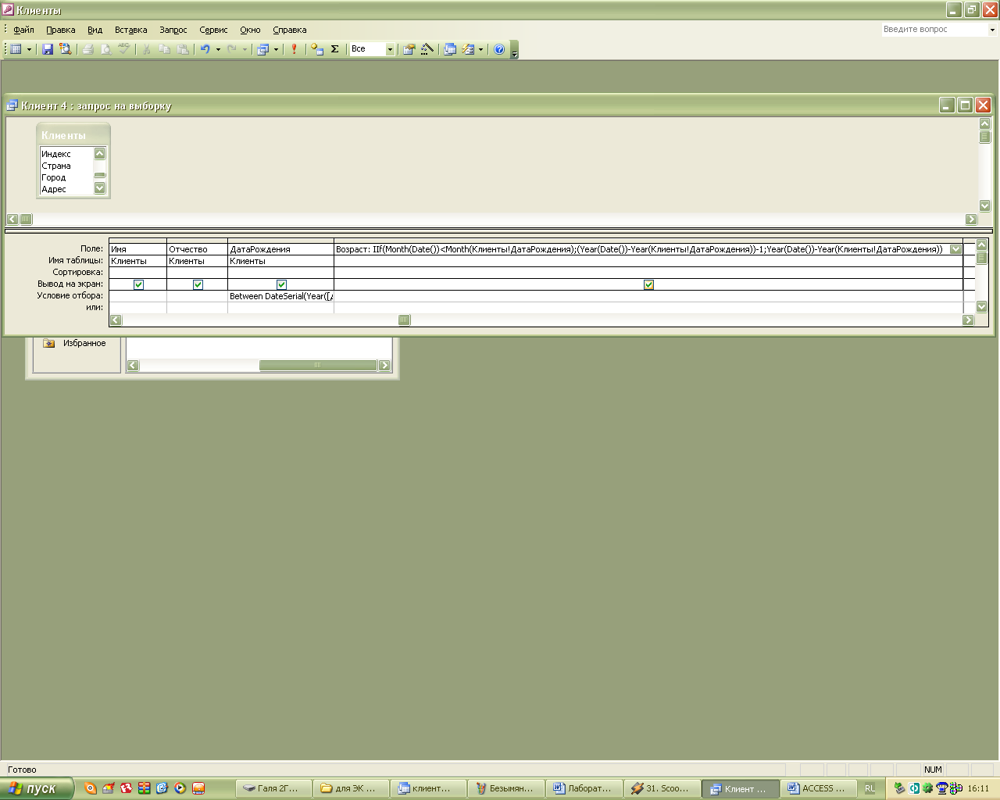 Клиенты
Файл Правка Вид Вставка Запрос Сервис Окно Справка Введите вопрос
Все
Клиент 4 : запрос на выборку
Клиенты
Индекс
Страна
Город
Адрес
Поле: Имя Отчество ДатаРождения Возраст: IIf(Month(Date())<Month(Клиенты!ДатаРождения);(Year(Date())-Year(Клиенты!ДатаРождения))-1;Year(Date())-Year(Клиенты!ДатаРождения))
Имя таблицы: Клиенты Клиенты Клиенты
Сортировка:
Вывод на экран:
Условие отбора: Between DateSerial(Year([Д
или:
Избранное
Готово NUM
пуск Галя 2Г... для ЭК ... клиент... Безымян... Лаборат... 31. Scoo... Клиент ... ACCESS ... RL 16:11